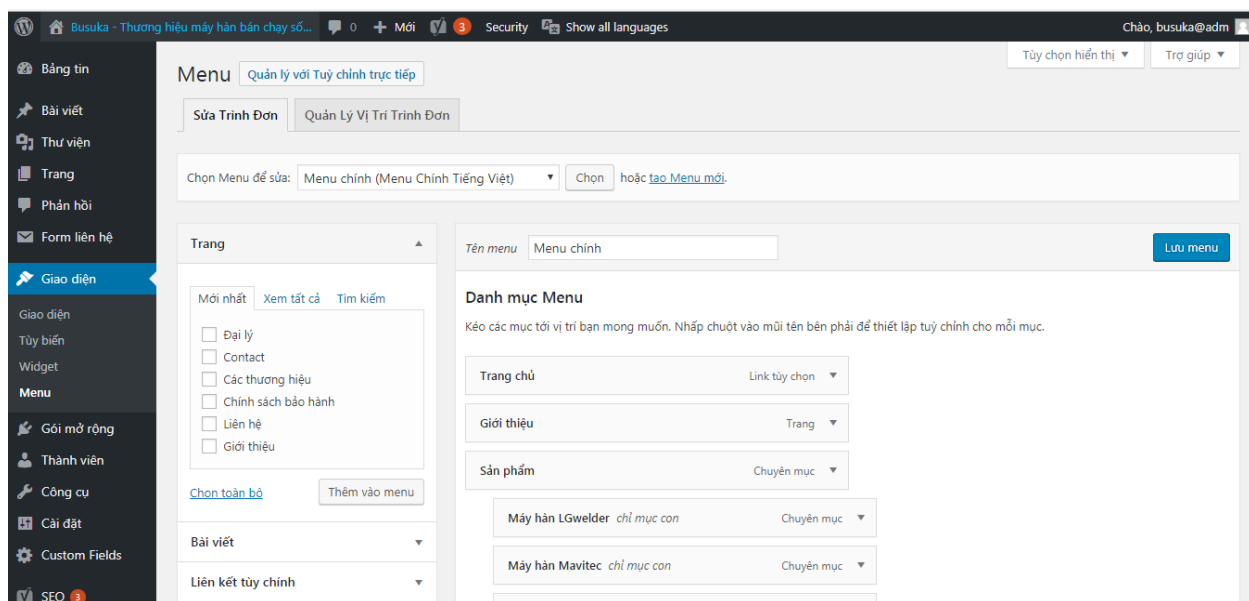 Busuka - Thương hiệu máy hàn bán chạy số... 0 Mới 3 Security Show all languages Chào, busuka@adm
Tùy chọn hiển thị Trợ giúp
Bảng tin
Bài viết
Thư viện
Trang
Phản hồi
Form liên hệ
Giao diện
Giao diện
Tùy biến
Widget
Menu
Gói mở rộng
Thành viên
Công cụ
Cài đặt
Custom Fields
SEO 3
Menu Quản lý với Tuỳ chỉnh trực tiếp
Sửa Trình Đơn Quản Lý Vị Trí Trình Đơn
Chọn Menu để sửa: Menu chính (Menu Chính Tiếng Việt) Chọn hoặc tạo Menu mới.
Trang
Mới nhất Xem tất cả Tìm kiếm
Đại lý
Contact
Các thương hiệu
Chính sách bảo hành
Liên hệ
Giới thiệu
Chọn toàn bộ Thêm vào menu
Bài viết
Liên kết tùy chỉnh
Tên menu Menu chính Lưu menu
Danh mục Menu
Kéo các mục tới vị trí bạn mong muốn. Nhấp chuột vào mũi tên bên phải để thiết lập tuỳ chỉnh cho mỗi mục.
Trang chủ Link tùy chọn
Giới thiệu Trang
Sản phẩm Chuyên mục
Máy hàn LGwelder chỉ mục con Chuyên mục
Máy hàn Mavitec chỉ mục con Chuyên mục